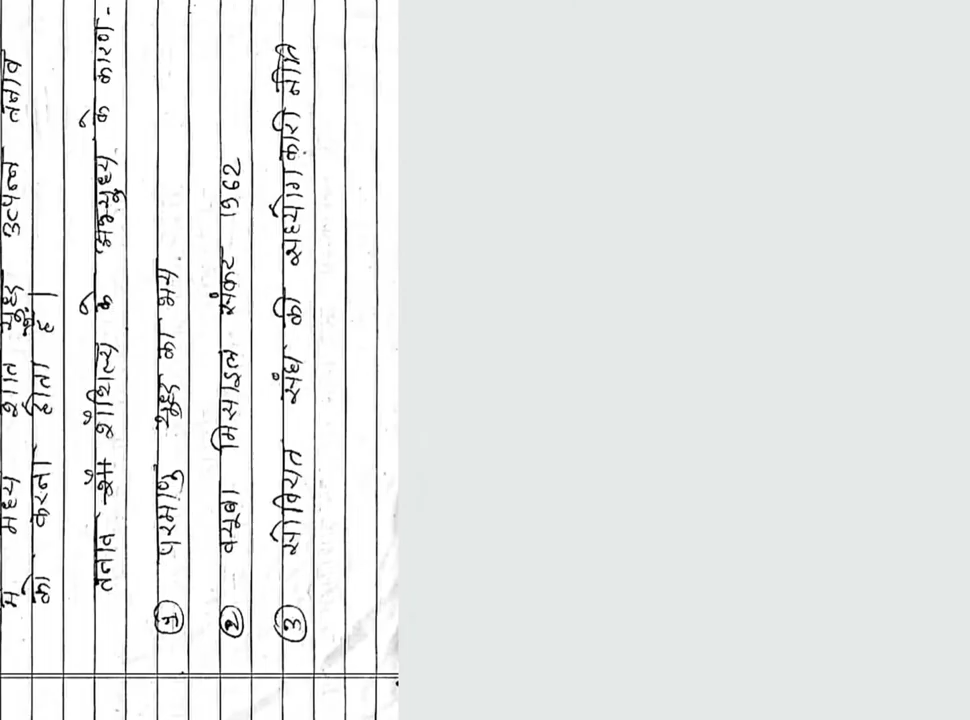 मे मध्य शीत युद्ध उत्पन्न तनाव
को करना होता है।
तनाव शैथिल्य के अभ्युदय के कारण -
① परमाणु युद्ध का भय.
② क्यूबा मिसाइल संकट 1962
③ सोवियत संघ की सहयोगकारी नीति